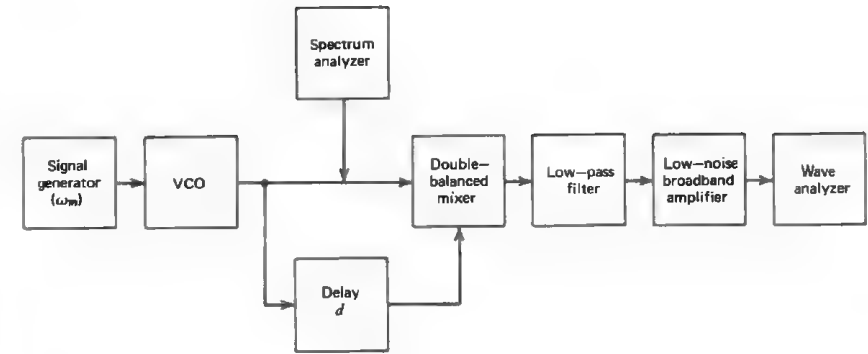 Spectrum
analyzer
Signal
generator
(ωm)
VCO
Double–
balanced
mixer
Low–pass
filter
Low–noise
broadband
amplifier
Wave
analyzer
Delay
d